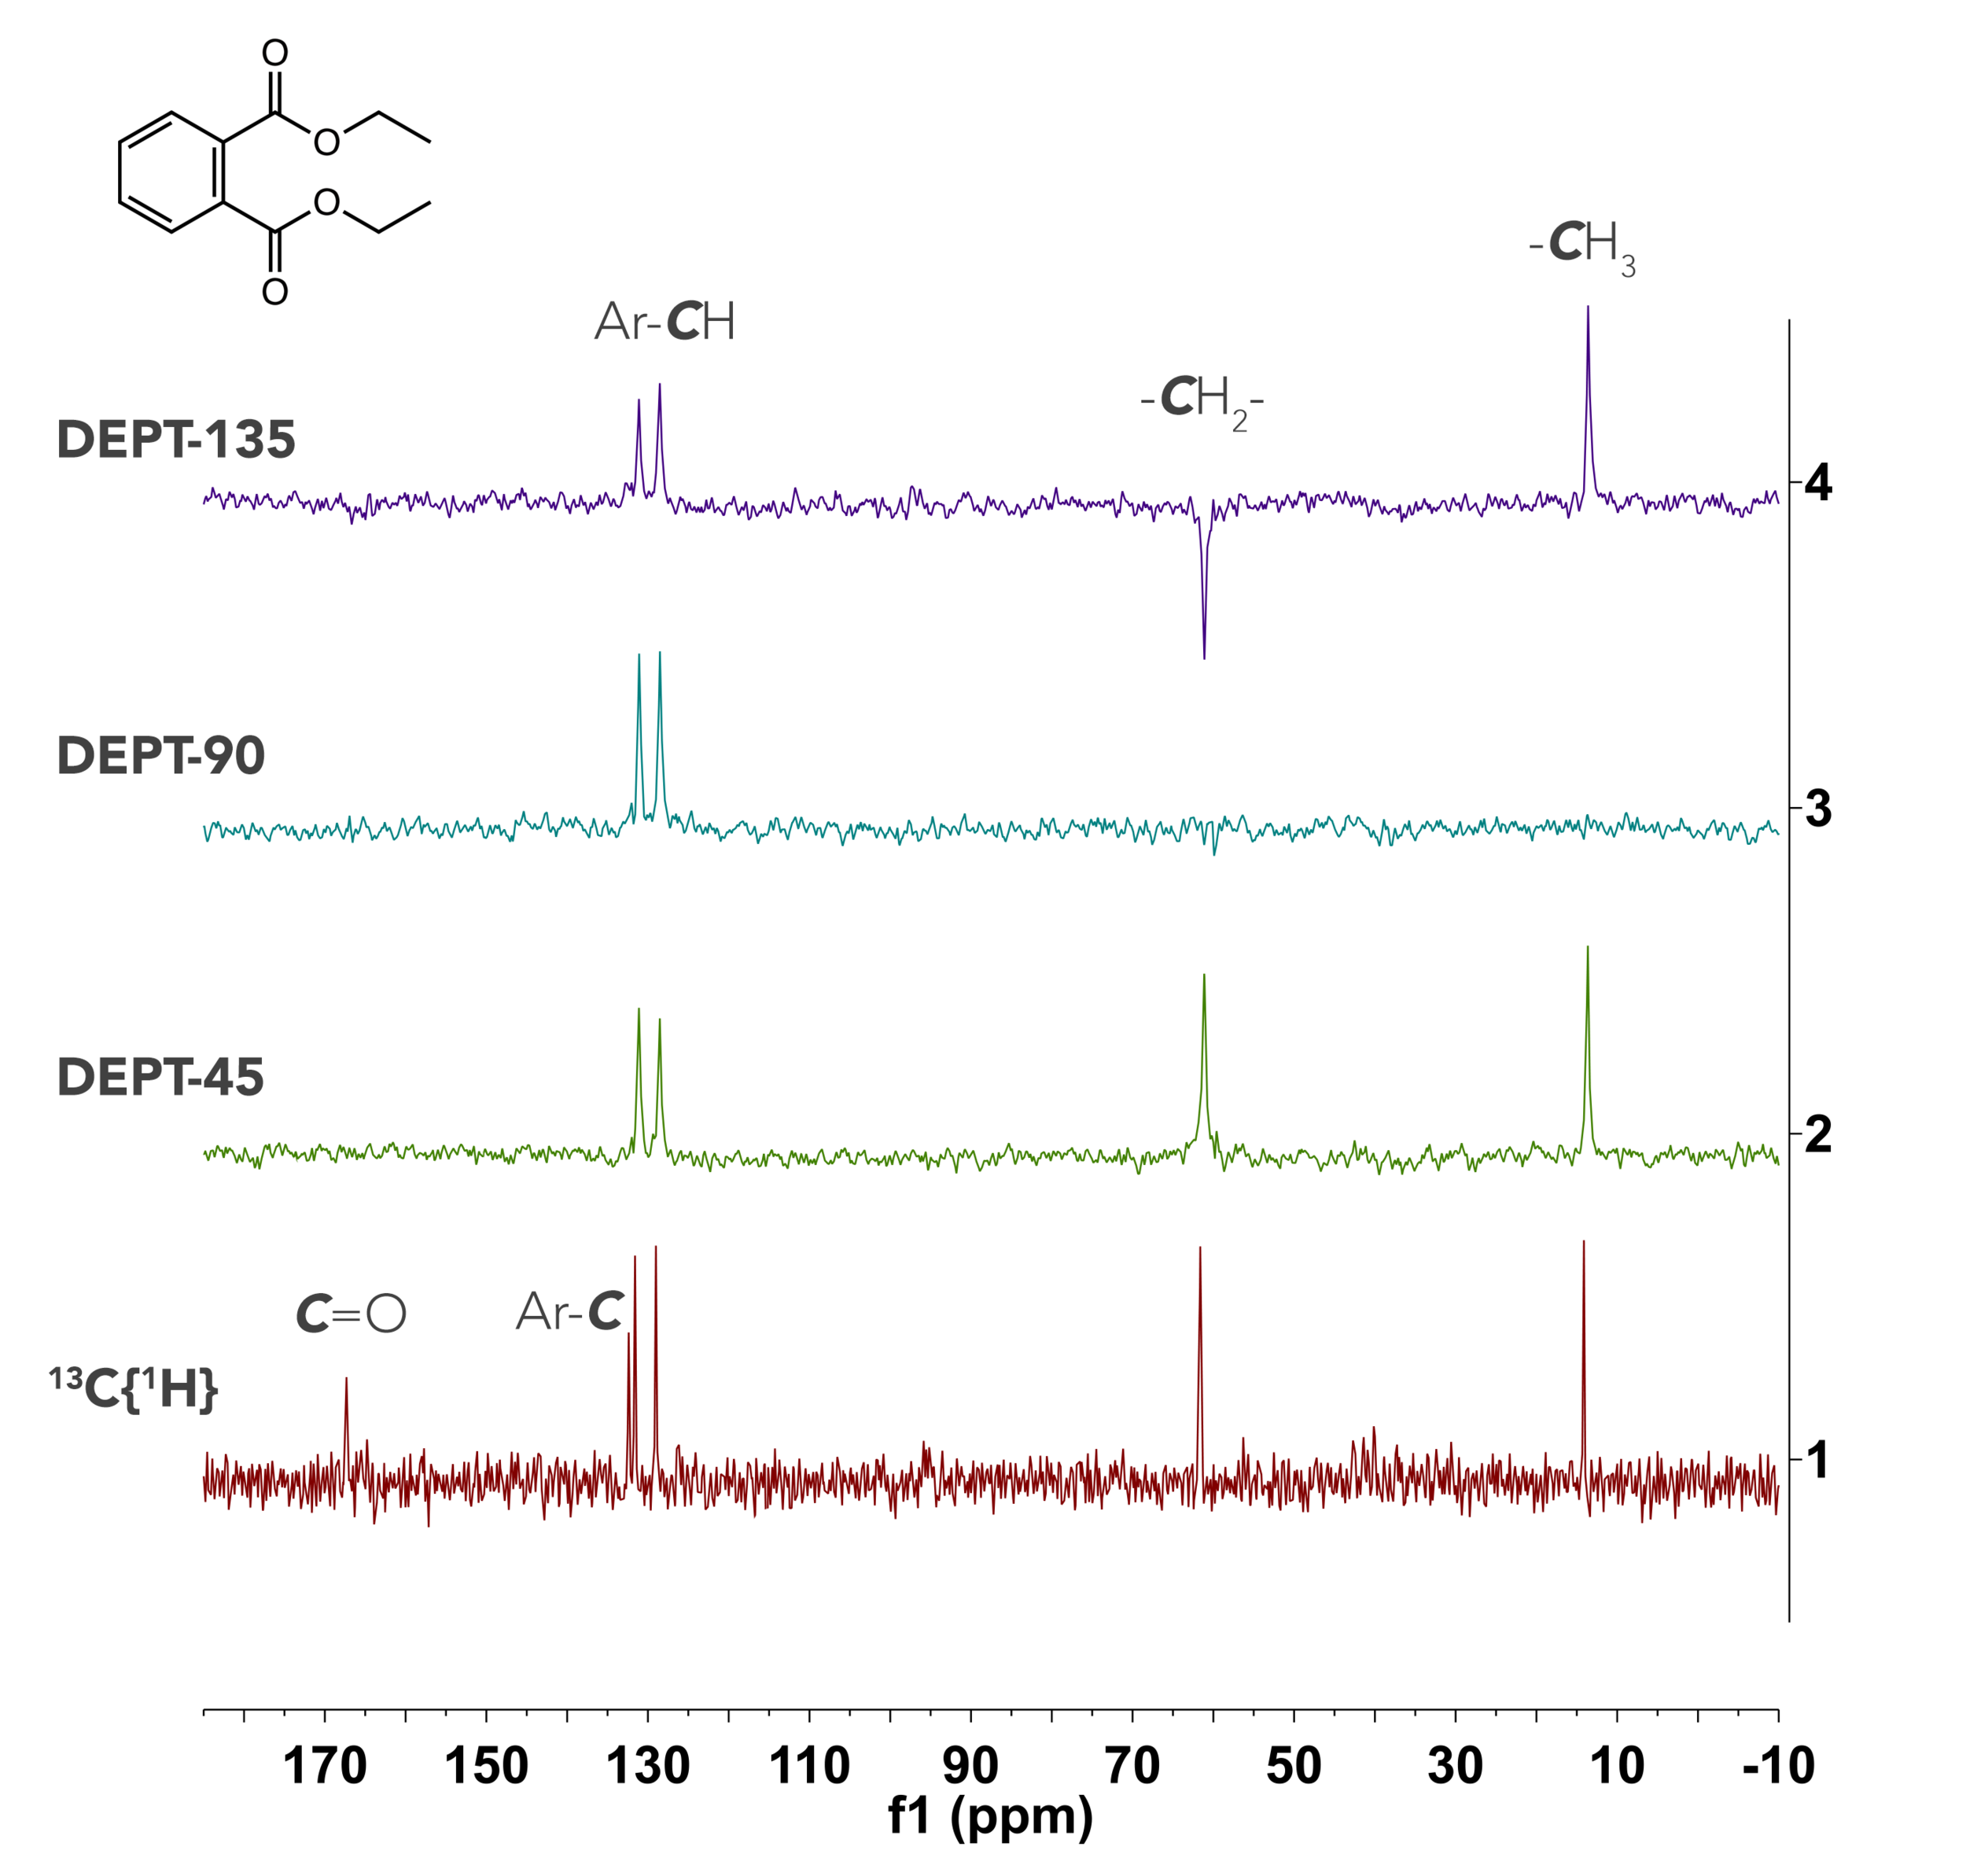 O
O
O
O
-CH₃
Ar-CH
-CH₂-
DEPT-135
4
DEPT-90
3
DEPT-45
2
C=O
Ar-C
¹³C{¹H}
1
170 150 130 110 90 70 50 30 10 -10
f1 (ppm)